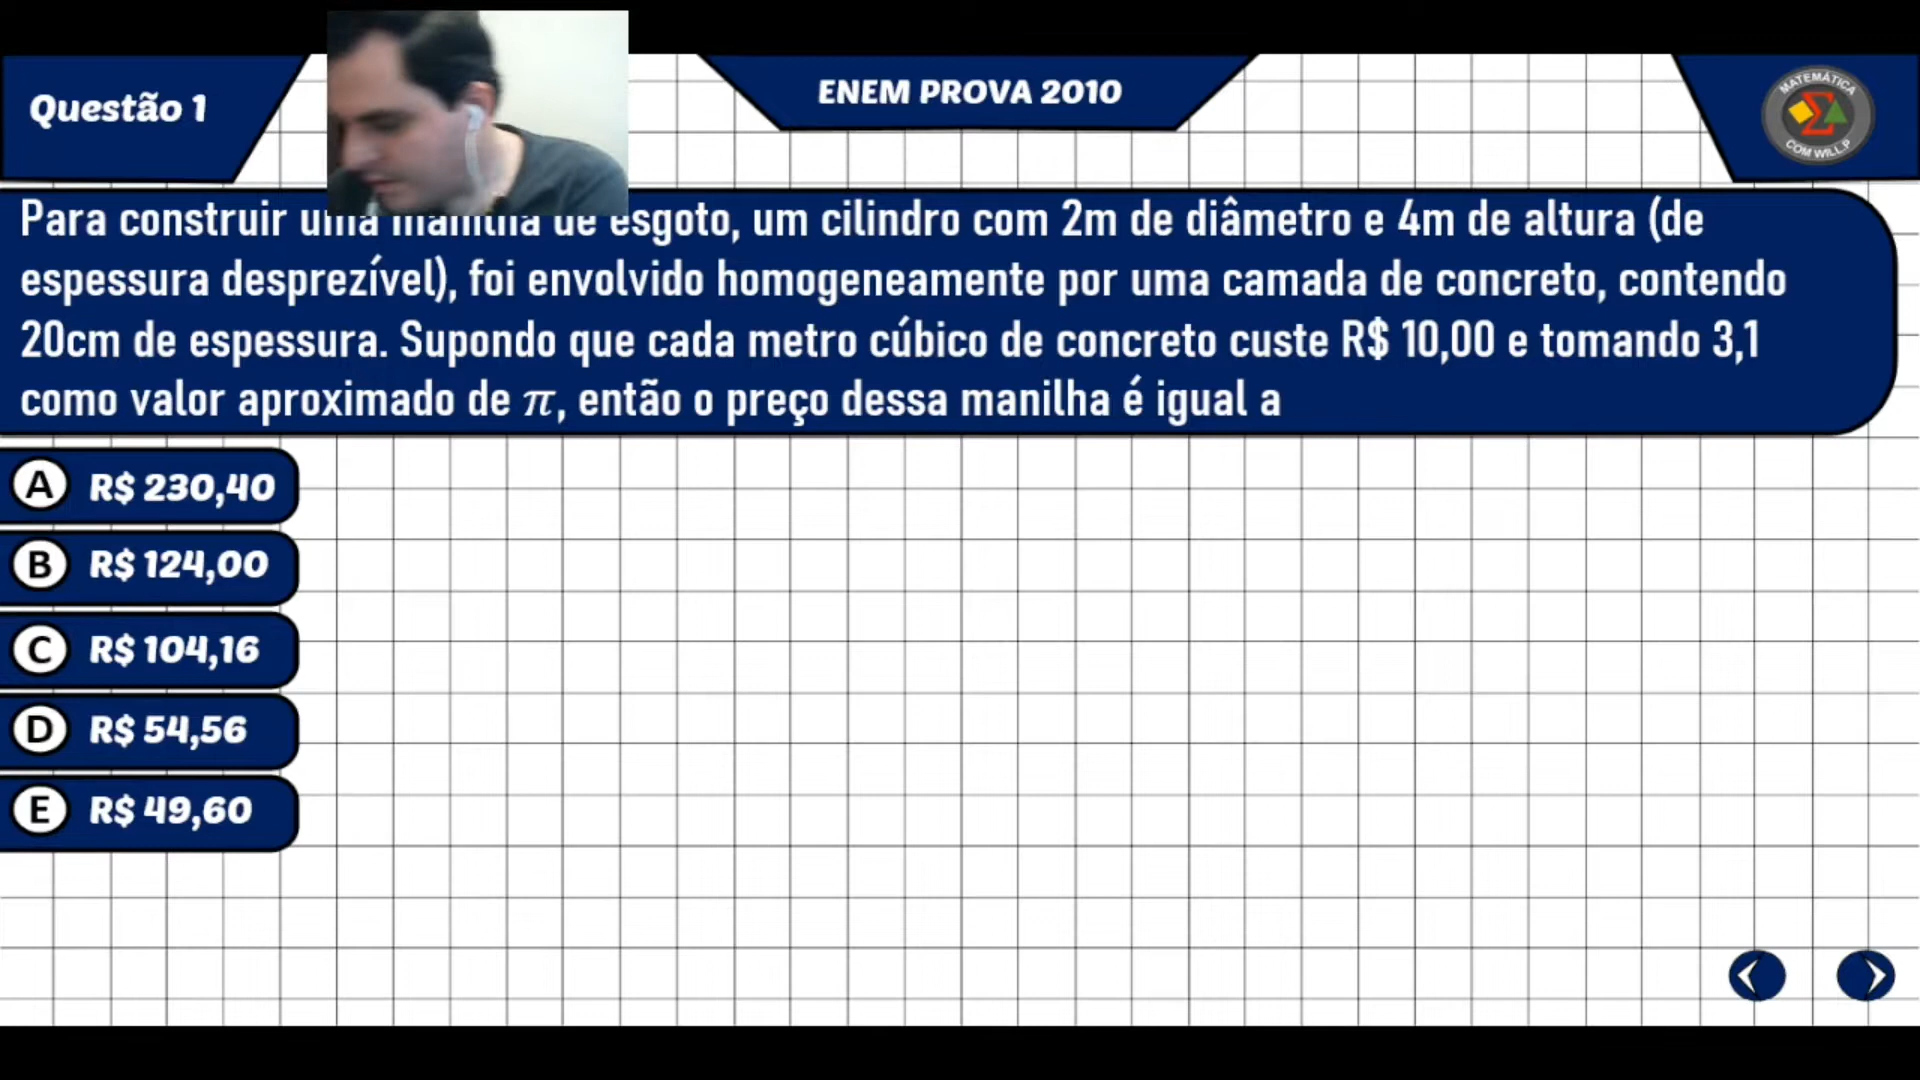 Questão 1
ENEM PROVA 2010
MATEMÁTICA
COM WILL.P
Para construir uma manilha de esgoto, um cilindro com 2m de diâmetro e 4m de altura (de
espessura desprezível), foi envolvido homogeneamente por uma camada de concreto, contendo
20cm de espessura. Supondo que cada metro cúbico de concreto custe R$ 10,00 e tomando 3,1
como valor aproximado de π, então o preço dessa manilha é igual a
A R$ 230,40
B R$ 124,00
C R$ 104,16
D R$ 54,56
E R$ 49,60